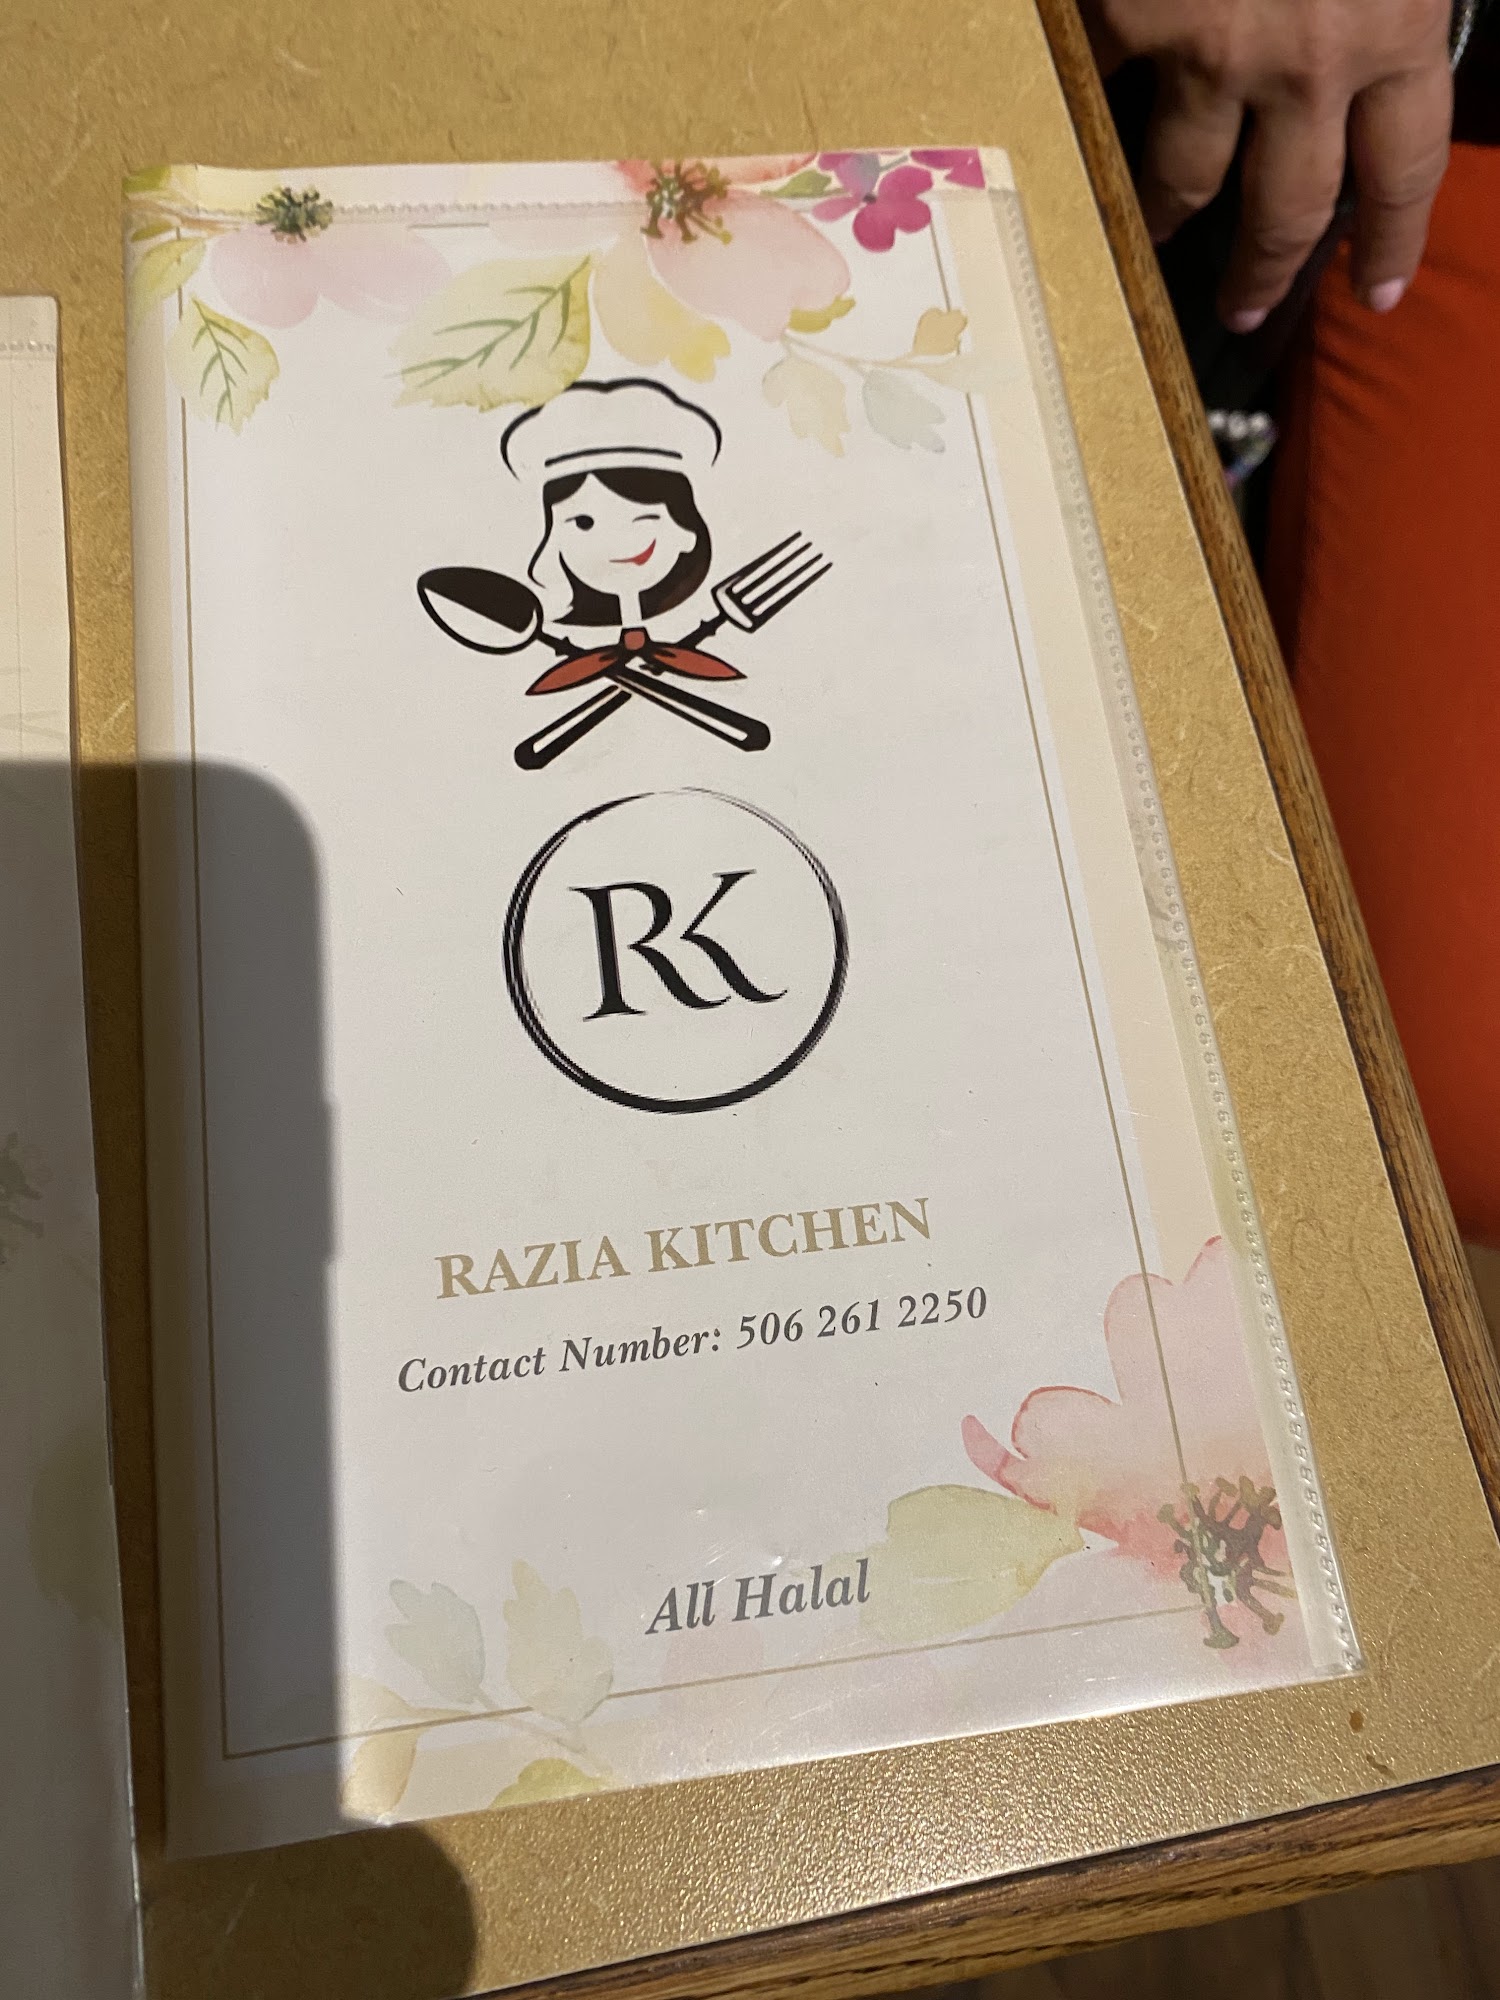 RK
RAZIA KITCHEN
Contact Number: 506 261 2250
All Halal